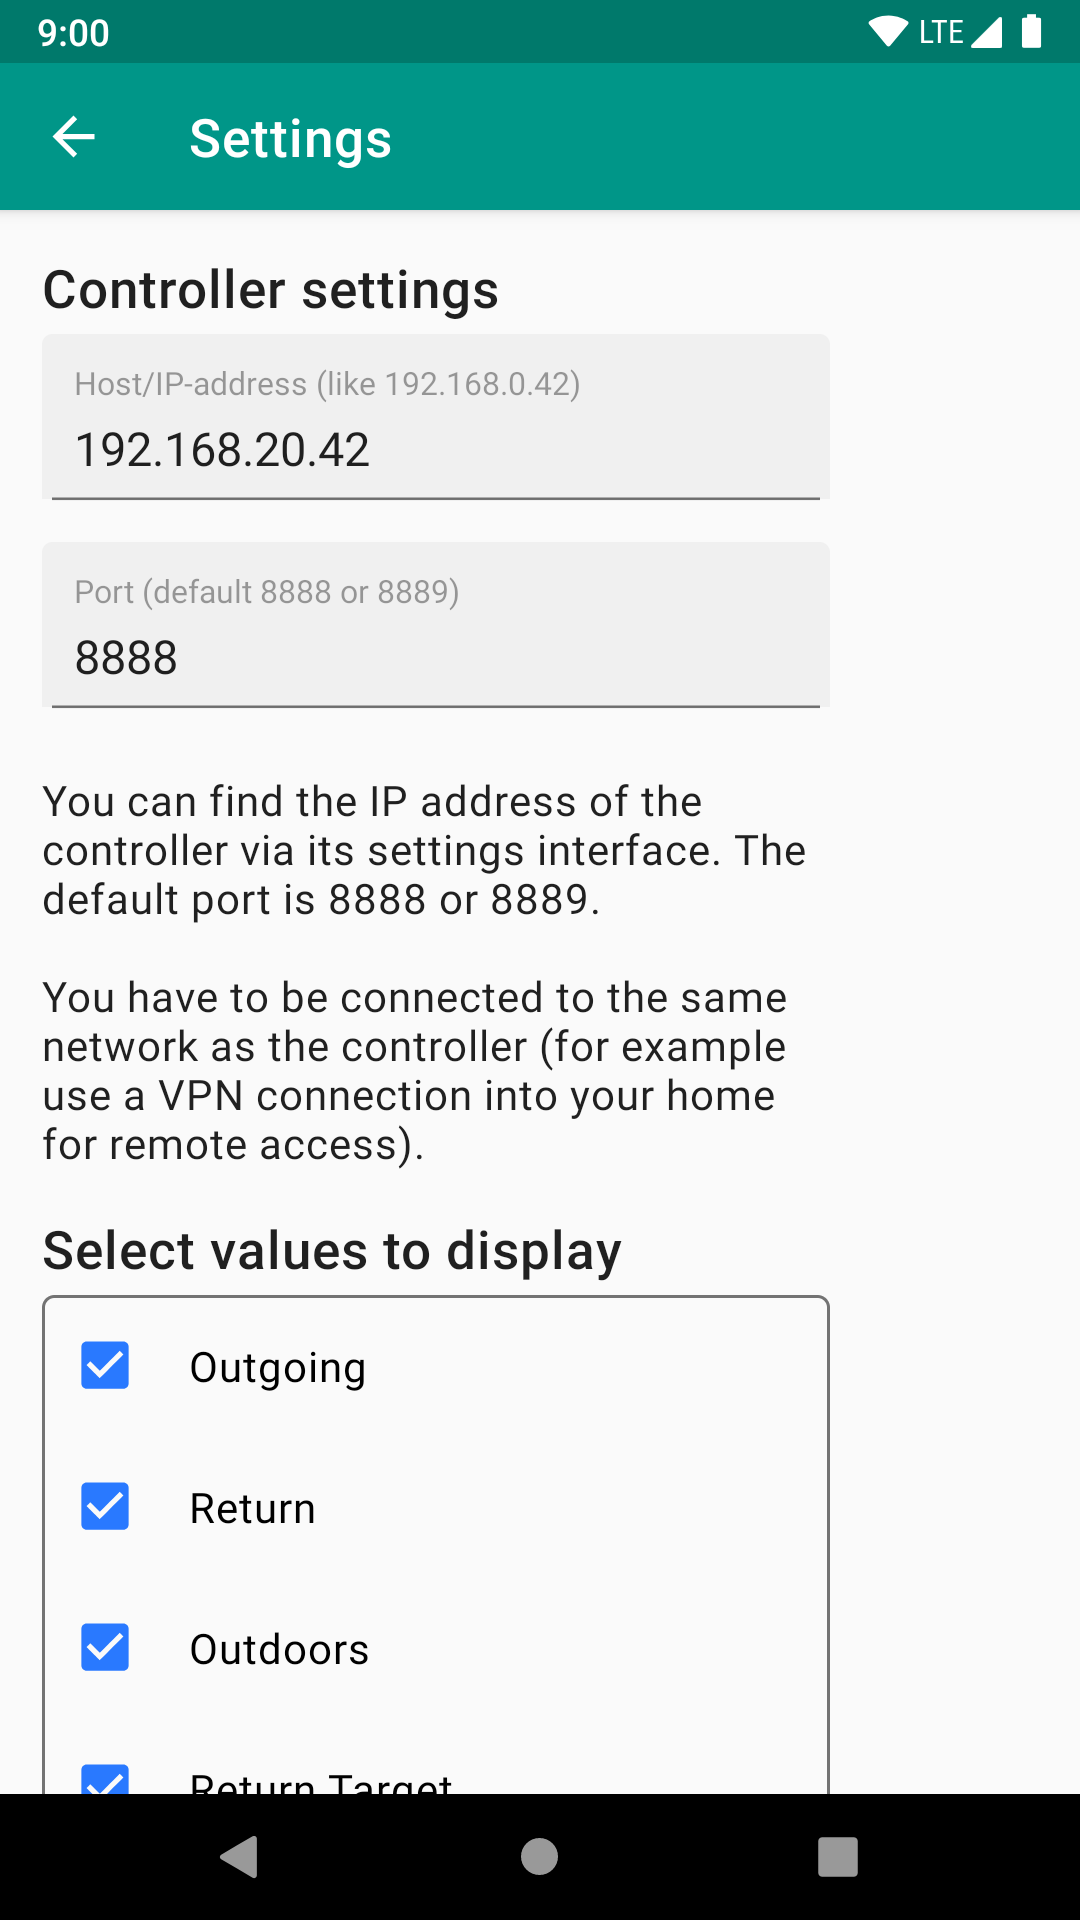 9:00 LTE
Settings
Controller settings
Host/IP-address (like 192.168.0.42)
192.168.20.42
Port (default 8888 or 8889)
8888
You can find the IP address of the
controller via its settings interface. The
default port is 8888 or 8889.
You have to be connected to the same
network as the controller (for example
use a VPN connection into your home
for remote access).
Select values to display
Outgoing
Return
Outdoors
Return Target